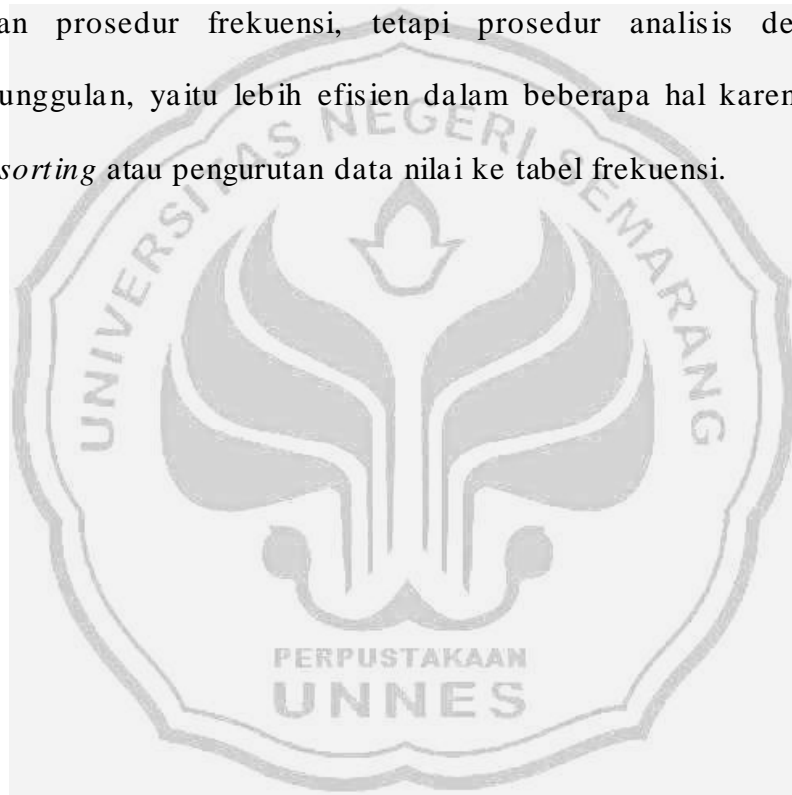 an prosedur frekuensi, tetapi prosedur analisis de
unggulan, yaitu lebih efisien dalam beberapa hal karen
sorting atau pengurutan data nilai ke tabel frekuensi.
UNIVERSITAS NEGERI SEMARANG
PERPUSTAKAAN
UNNES